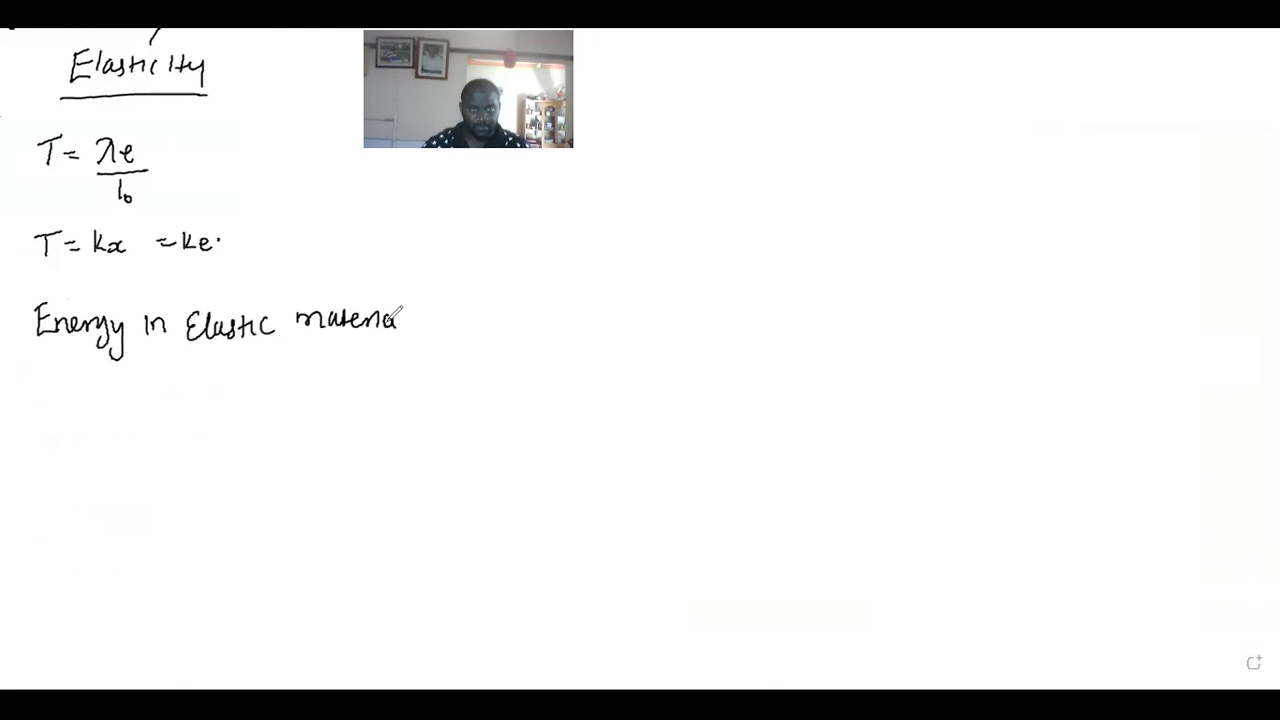 Elasticity
T = λe
l₀
T = kx = ke.
Energy in Elastic materia